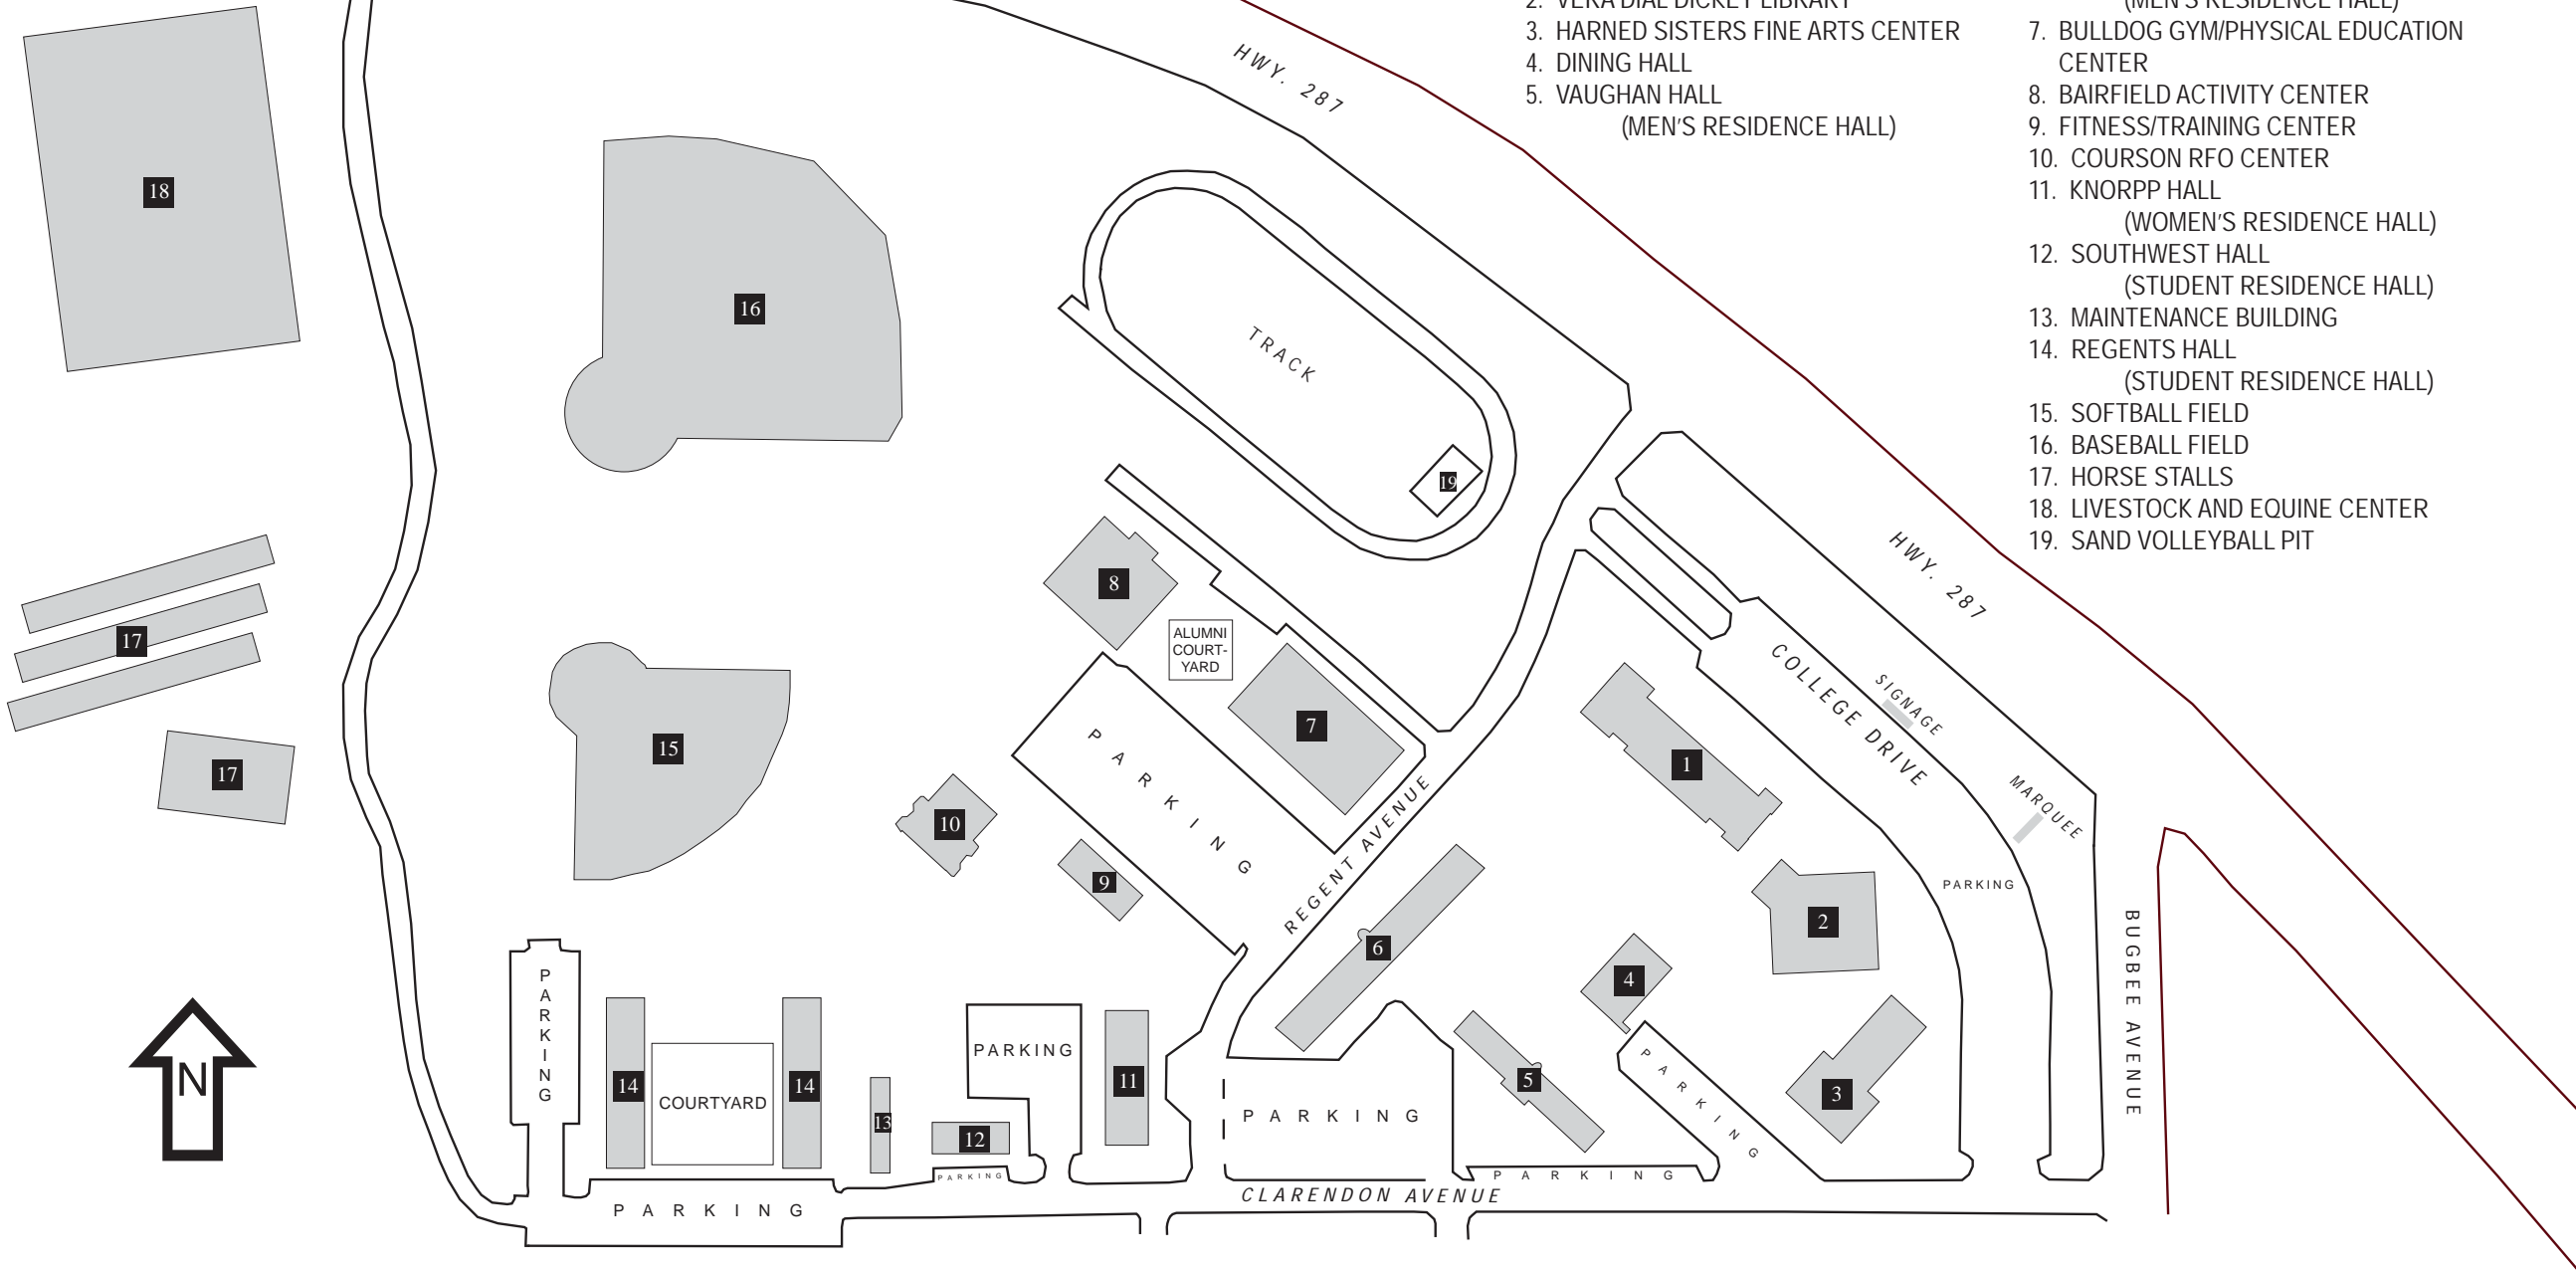 2. VERA DIAL DICKEY LIBRARY
3. HARNED SISTERS FINE ARTS CENTER
4. DINING HALL
5. VAUGHAN HALL
(MEN'S RESIDENCE HALL)
(MEN'S RESIDENCE HALL)
7. BULLDOG GYM/PHYSICAL EDUCATION
CENTER
8. BAIRFIELD ACTIVITY CENTER
9. FITNESS/TRAINING CENTER
10. COURSON RFO CENTER
11. KNORPP HALL
(WOMEN'S RESIDENCE HALL)
12. SOUTHWEST HALL
(STUDENT RESIDENCE HALL)
13. MAINTENANCE BUILDING
14. REGENTS HALL
(STUDENT RESIDENCE HALL)
15. SOFTBALL FIELD
16. BASEBALL FIELD
17. HORSE STALLS
18. LIVESTOCK AND EQUINE CENTER
19. SAND VOLLEYBALL PIT
HWY. 287
18
16
TRACK
19
HWY. 287
8
17
ALUMNI
COURT-
YARD
COLLEGE DRIVE
SIGNAGE
7
15
17
PARKING
1
MARQUEE
10
REGENT AVENUE
9
PARKING
2
6
BUGBEE AVENUE
PARKING
4
N
14
COURTYARD
14
PARKING
11
5
PARKING
3
13
12
PARKING
PARKING
PARKING
CLARENDON AVENUE
PARKING